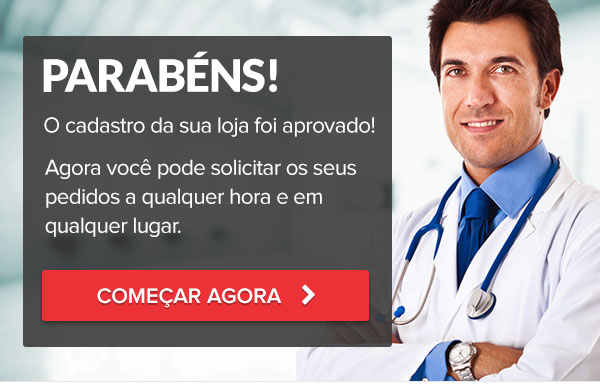 PARABÉNS!
O cadastro da sua loja foi aprovado!
Agora você pode solicitar os seus
pedidos a qualquer hora e em
qualquer lugar.
COMEÇAR AGORA